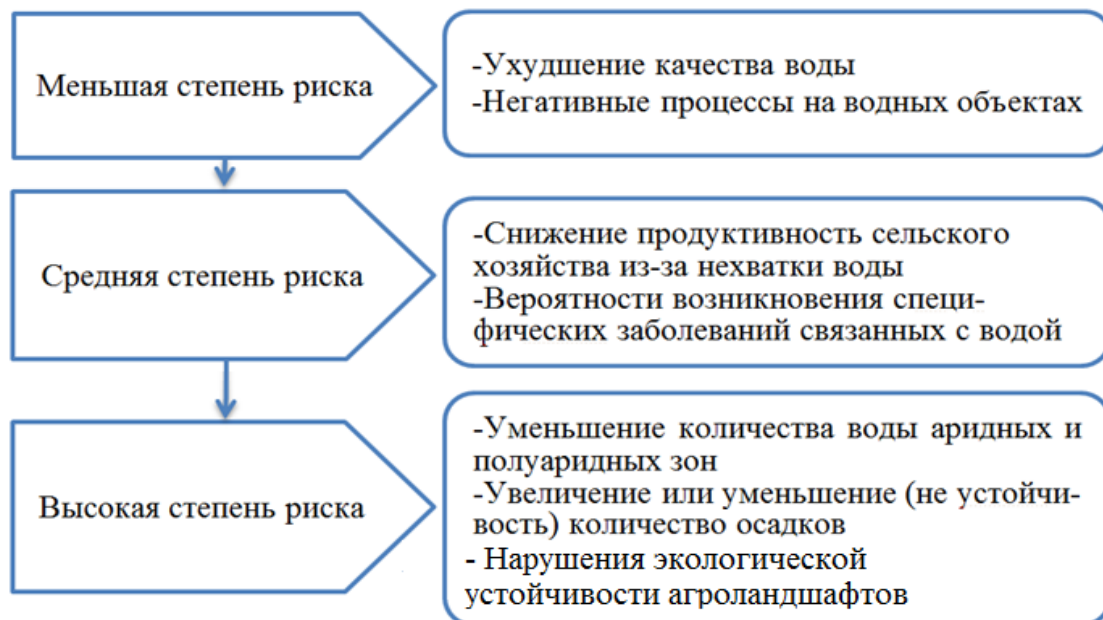 Меньшая степень риска
-Ухудшение качества воды
-Негативные процессы на водных объектах
Средняя степень риска
-Снижение продуктивность сельского
хозяйства из-за нехватки воды
-Вероятности возникновения специ-
фических заболеваний связанных с водой
Высокая степень риска
-Уменьшение количества воды аридных и
полуаридных зон
-Увеличение или уменьшение (не устойчи-
вость) количество осадков
- Нарушения экологической
устойчивости агроландшафтов